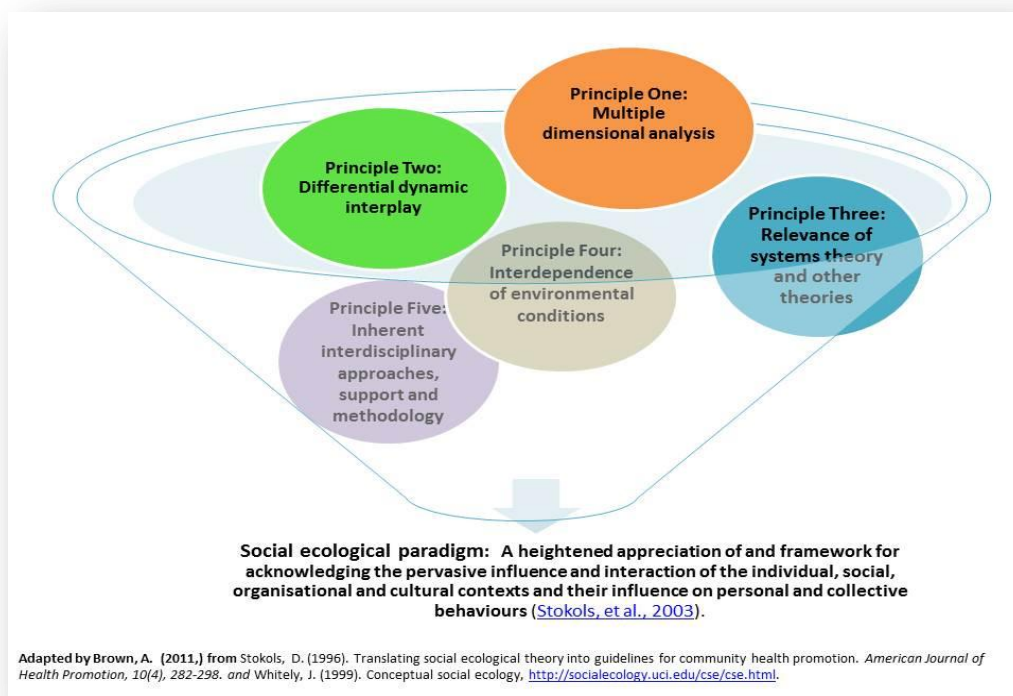 Principle One:
Multiple
dimensional analysis
Principle Two:
Differential dynamic
interplay
Principle Three:
Relevance of
systems theory
and other
theories
Principle Four:
Interdependence
of environmental
conditions
Principle Five:
Inherent
interdisciplinary
approaches,
support and
methodology
Social ecological paradigm: A heightened appreciation of and framework for
acknowledging the pervasive influence and interaction of the individual, social,
organisational and cultural contexts and their influence on personal and collective
behaviours (Stokols, et al., 2003).
Adapted by Brown, A. (2011,) from Stokols, D. (1996). Translating social ecological theory into guidelines for community health promotion. American Journal of
Health Promotion, 10(4), 282-298. and Whitely, J. (1999). Conceptual social ecology, http://socialecology.uci.edu/cse/cse.html.